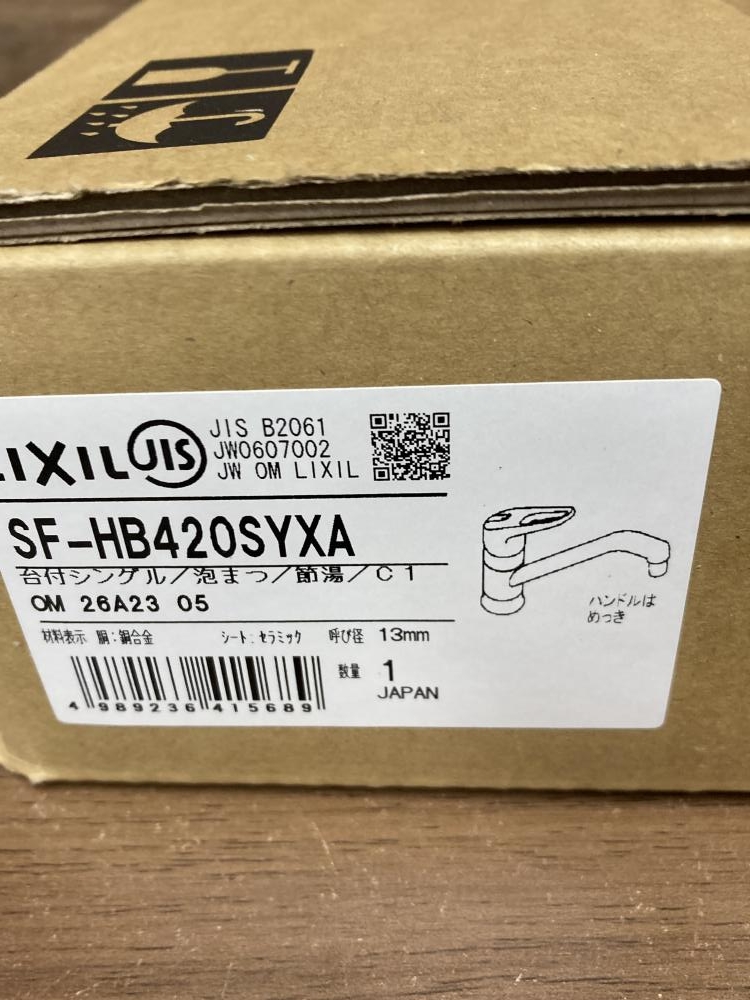 LIXIL JIS
JIS B2061
JW0607002
JW OM LIXIL
SF-HB420SYXA
台付シングル/泡まつ/節湯/C1
OM 26A23 05
ハンドルは
めっき
材料表示 胴:銅合金 シート:セラミック 呼び径 13mm
数量 1
JAPAN
4 989236 415689